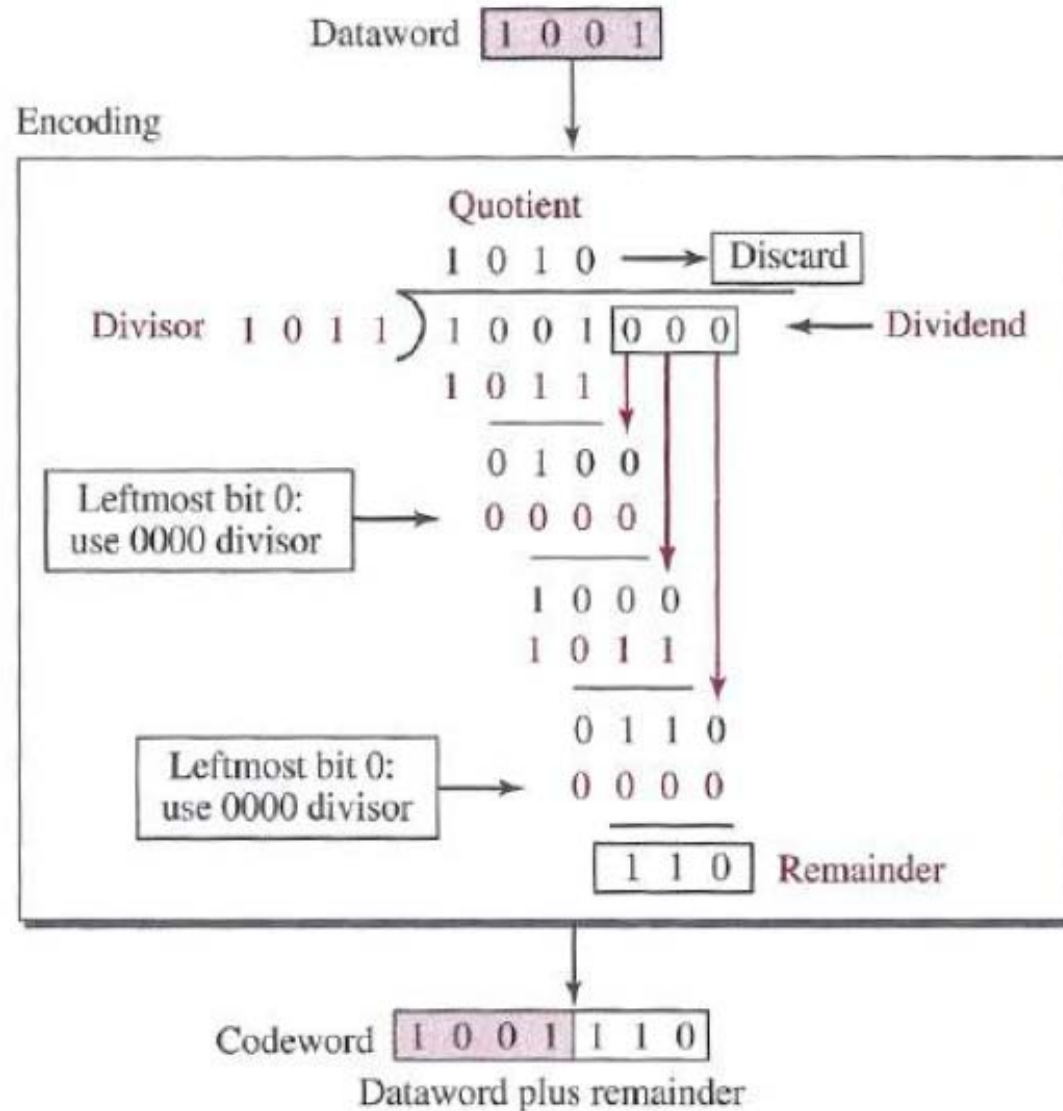 Dataword 1 0 0 1
Encoding
Quotient
1 0 1 0 Discard
Divisor 1 0 1 1 1 0 0 1 0 0 0 Dividend
1 0 1 1
0 1 0 0
Leftmost bit 0:
use 0000 divisor
0 0 0 0
1 0 0 0
1 0 1 1
0 1 1 0
Leftmost bit 0:
use 0000 divisor
0 0 0 0
1 1 0 Remainder
Codeword 1 0 0 1 1 1 0
Dataword plus remainder